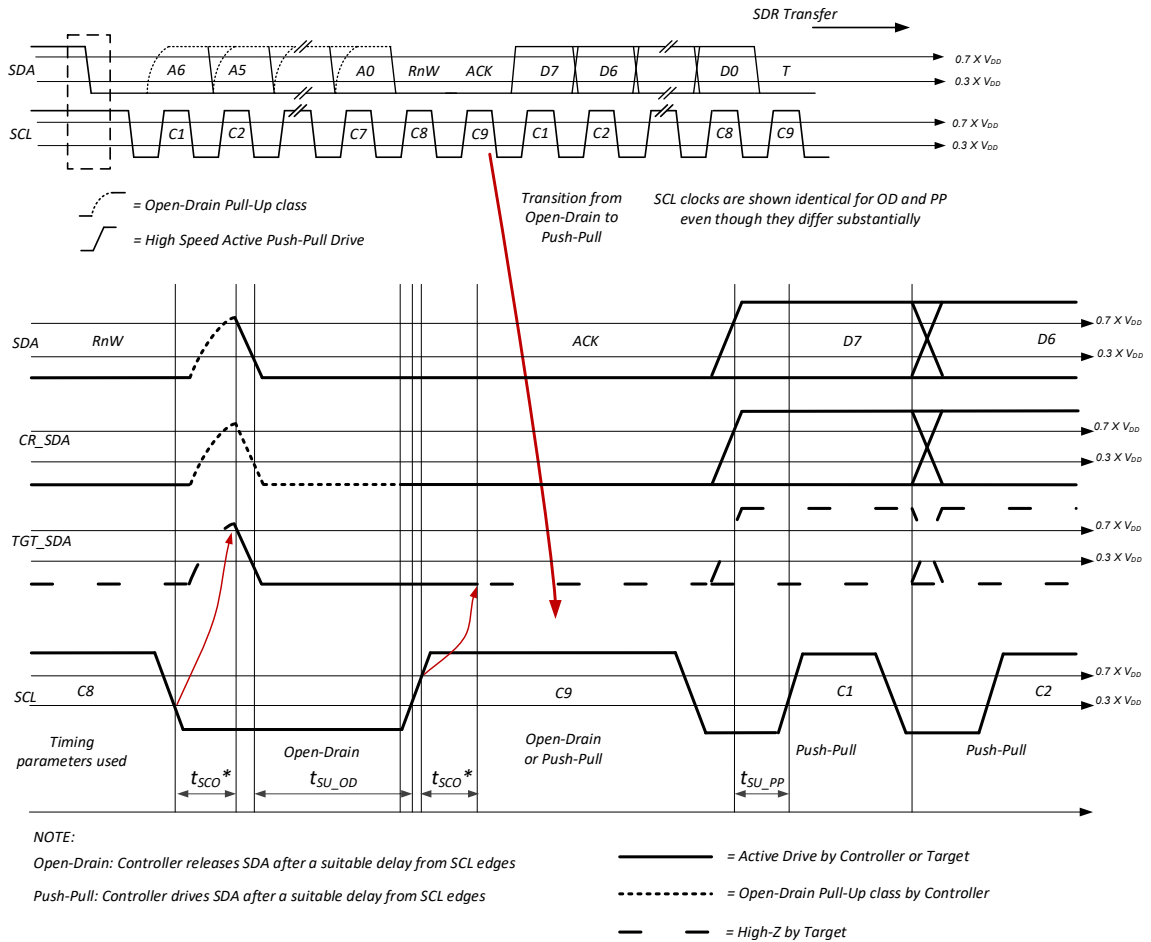 SDR Transfer
SDA A6 A5 A0 RnW ACK D7 D6 D0 T
0.7 X VDD
0.3 X VDD
SCL C1 C2 C7 C8 C9 C1 C2 C8 C9
0.7 X VDD
0.3 X VDD
= Open-Drain Pull-Up class
= High Speed Active Push-Pull Drive
Transition from
Open-Drain to
Push-Pull
SCL clocks are shown identical for OD and PP
even though they differ substantially
SDA RnW ACK D7 D6
0.7 X VDD
0.3 X VDD
CR_SDA
0.7 X VDD
0.3 X VDD
TGT_SDA
0.7 X VDD
0.3 X VDD
SCL C8 C9 C1 C2
0.7 X VDD
0.3 X VDD
Timing
parameters used
Open-Drain
Open-Drain
or Push-Pull
Push-Pull
Push-Pull
tSCO* tSU_OD tSCO* tSU_PP
NOTE:
Open-Drain: Controller releases SDA after a suitable delay from SCL edges
Push-Pull: Controller drives SDA after a suitable delay from SCL edges
= Active Drive by Controller or Target
= Open-Drain Pull-Up class by Controller
= High-Z by Target